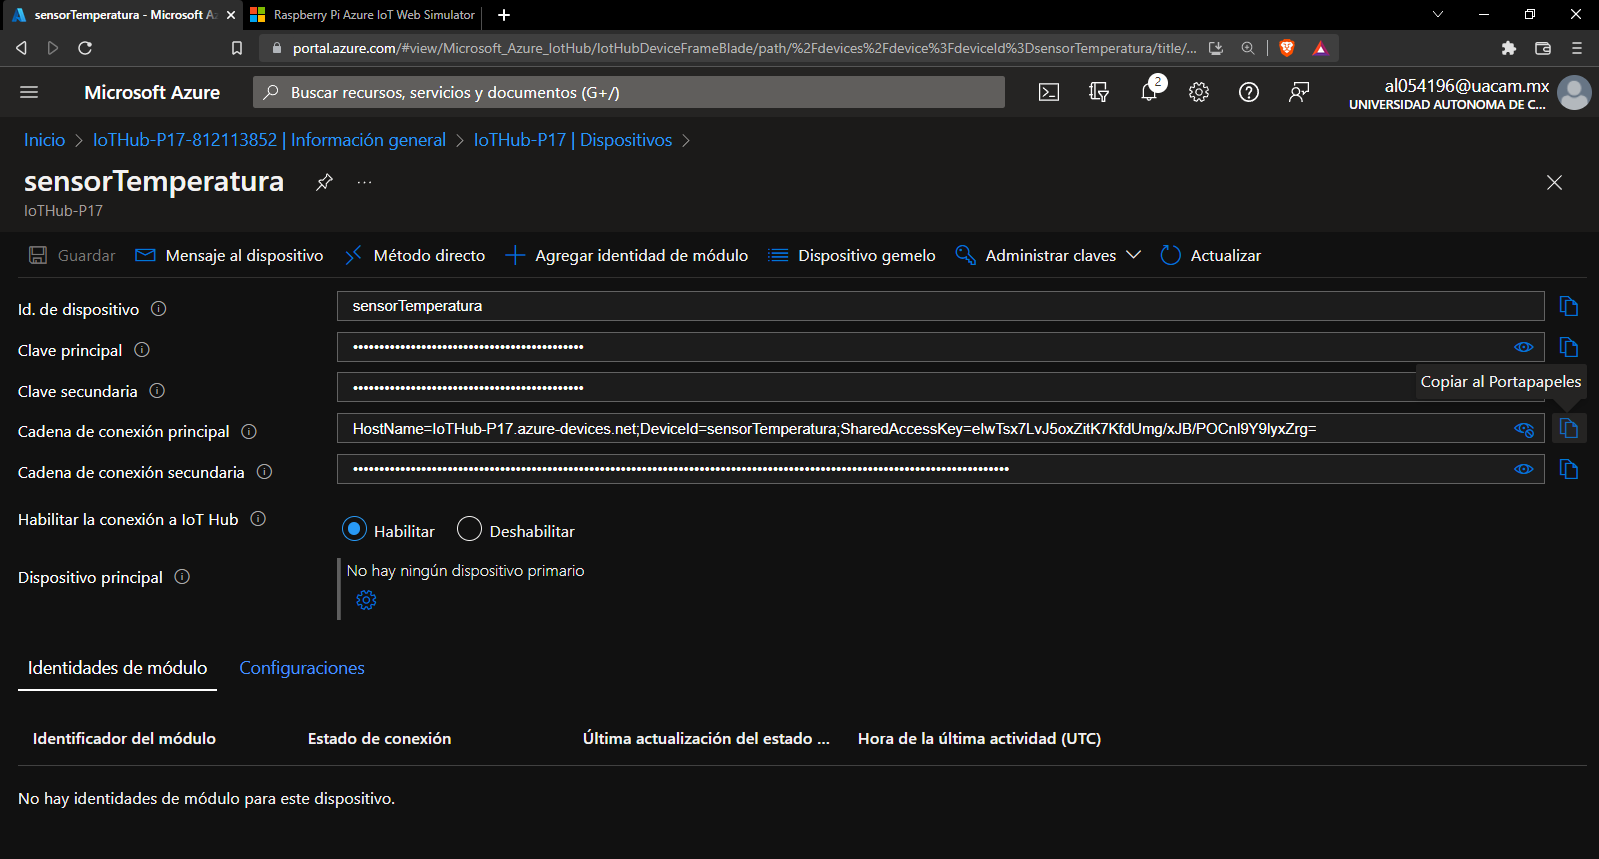 sensorTemperatura - Microsoft Az
Raspberry Pi Azure IoT Web Simulator
portal.azure.com/#view/Microsoft_Azure_IotHub/IotHubDeviceFrameBlade/path/%2Fdevices%2Fdevice%3FdeviceId%3DsensorTemperatura/title/...
Microsoft Azure
Buscar recursos, servicios y documentos (G+/)
2
al054196@uacam.mx
UNIVERSIDAD AUTONOMA DE C...
Inicio > IoTHub-P17-812113852 | Información general > IoTHub-P17 | Dispositivos >
sensorTemperatura
IoTHub-P17
Guardar Mensaje al dispositivo Método directo Agregar identidad de módulo Dispositivo gemelo Administrar claves Actualizar
Id. de dispositivo
sensorTemperatura
Clave principal
Clave secundaria
Copiar al Portapapeles
Cadena de conexión principal
HostName=IoTHub-P17.azure-devices.net;DeviceId=sensorTemperatura;SharedAccessKey=eIwTsx7LvJ5oxZitK7KfdUmg/xJB/POCnI9Y9lyxZrg=
Cadena de conexión secundaria
Habilitar la conexión a IoT Hub
Habilitar Deshabilitar
Dispositivo principal
No hay ningún dispositivo primario
Identidades de módulo Configuraciones
Identificador del módulo Estado de conexión Última actualización del estado ... Hora de la última actividad (UTC)
No hay identidades de módulo para este dispositivo.